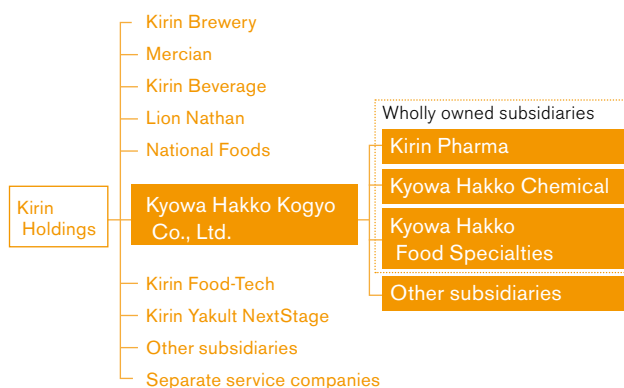 Kirin Brewery
Mercian
Kirin Beverage
Lion Nathan
National Foods
Kirin
Holdings
Kyowa Hakko Kogyo
Co., Ltd.
Kirin Food-Tech
Kirin Yakult NextStage
Other subsidiaries
Separate service companies
Wholly owned subsidiaries
Kirin Pharma
Kyowa Hakko Chemical
Kyowa Hakko
Food Specialties
Other subsidiaries